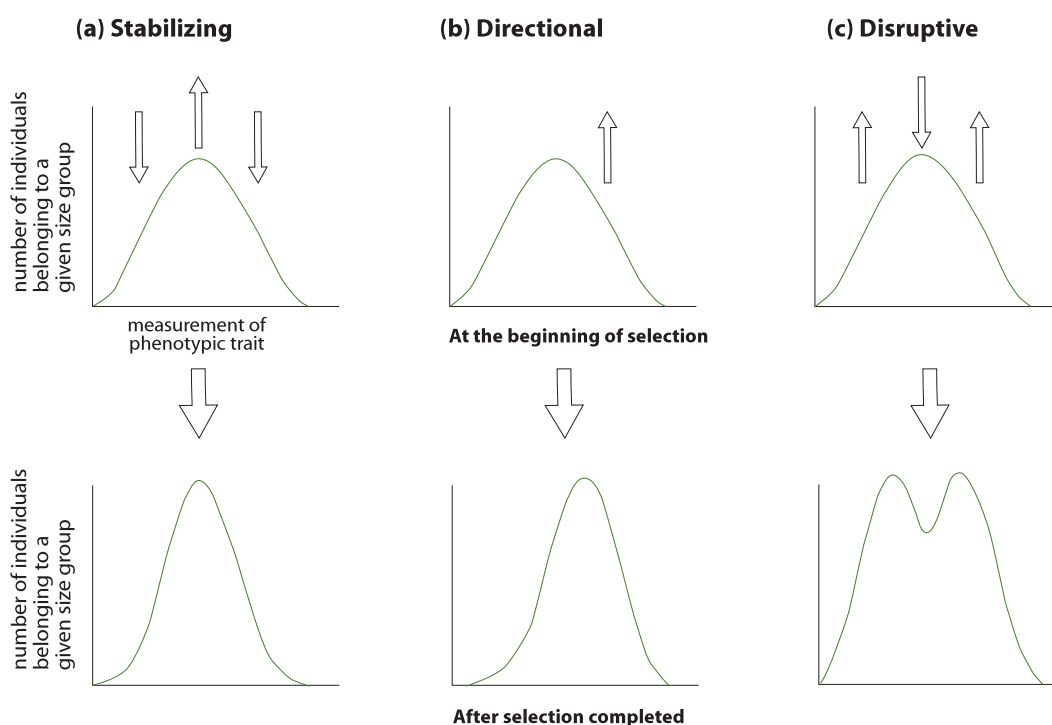 (a) Stabilizing
(b) Directional
(c) Disruptive
number of individuals
belonging to a
given size group
measurement of
phenotypic trait
At the beginning of selection
number of individuals
belonging to a
given size group
After selection completed